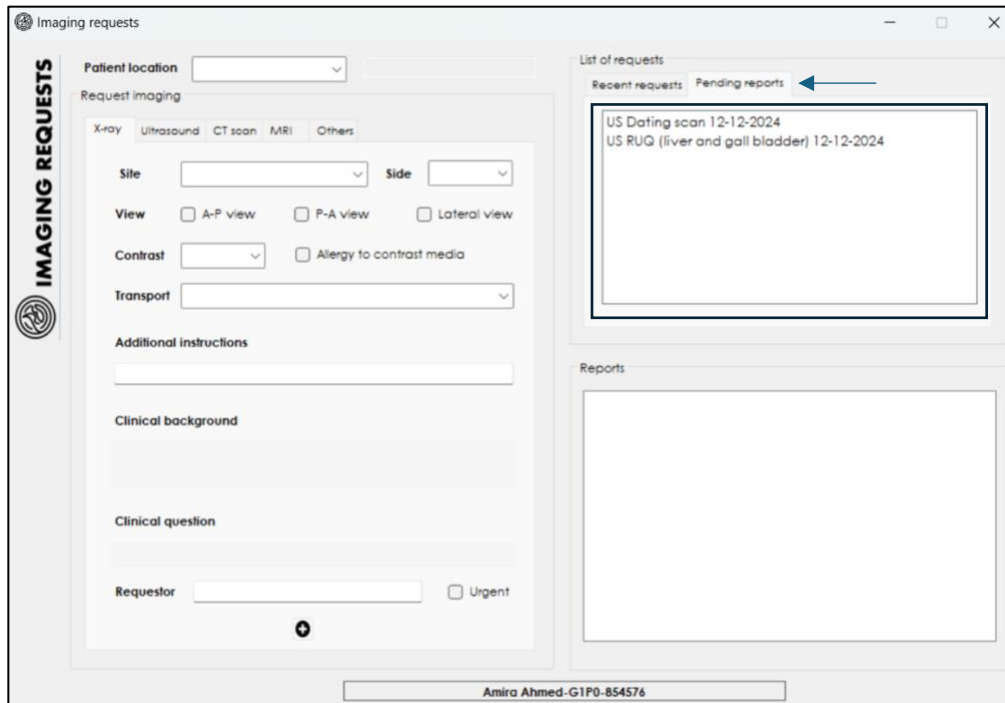 Imaging requests
IMAGING REQUESTS
Patient location
Request imaging
X-ray Ultrasound CT scan MRI Others
Site Side
View A-P view P-A view Lateral view
Contrast Allergy to contrast media
Transport
Additional instructions
Clinical background
Clinical question
Requestor Urgent
List of requests
Recent requests Pending reports
US Dating scan 12-12-2024
US RUQ (liver and gall bladder) 12-12-2024
Reports
Amira Ahmed-G1P0-854576